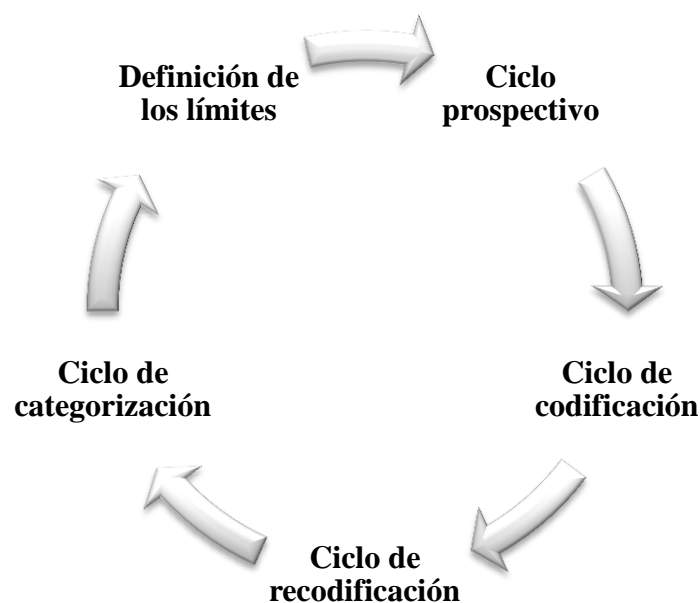 Definición de
los límites
Ciclo
prospectivo
Ciclo de
codificación
Ciclo de
recodificación
Ciclo de
categorización